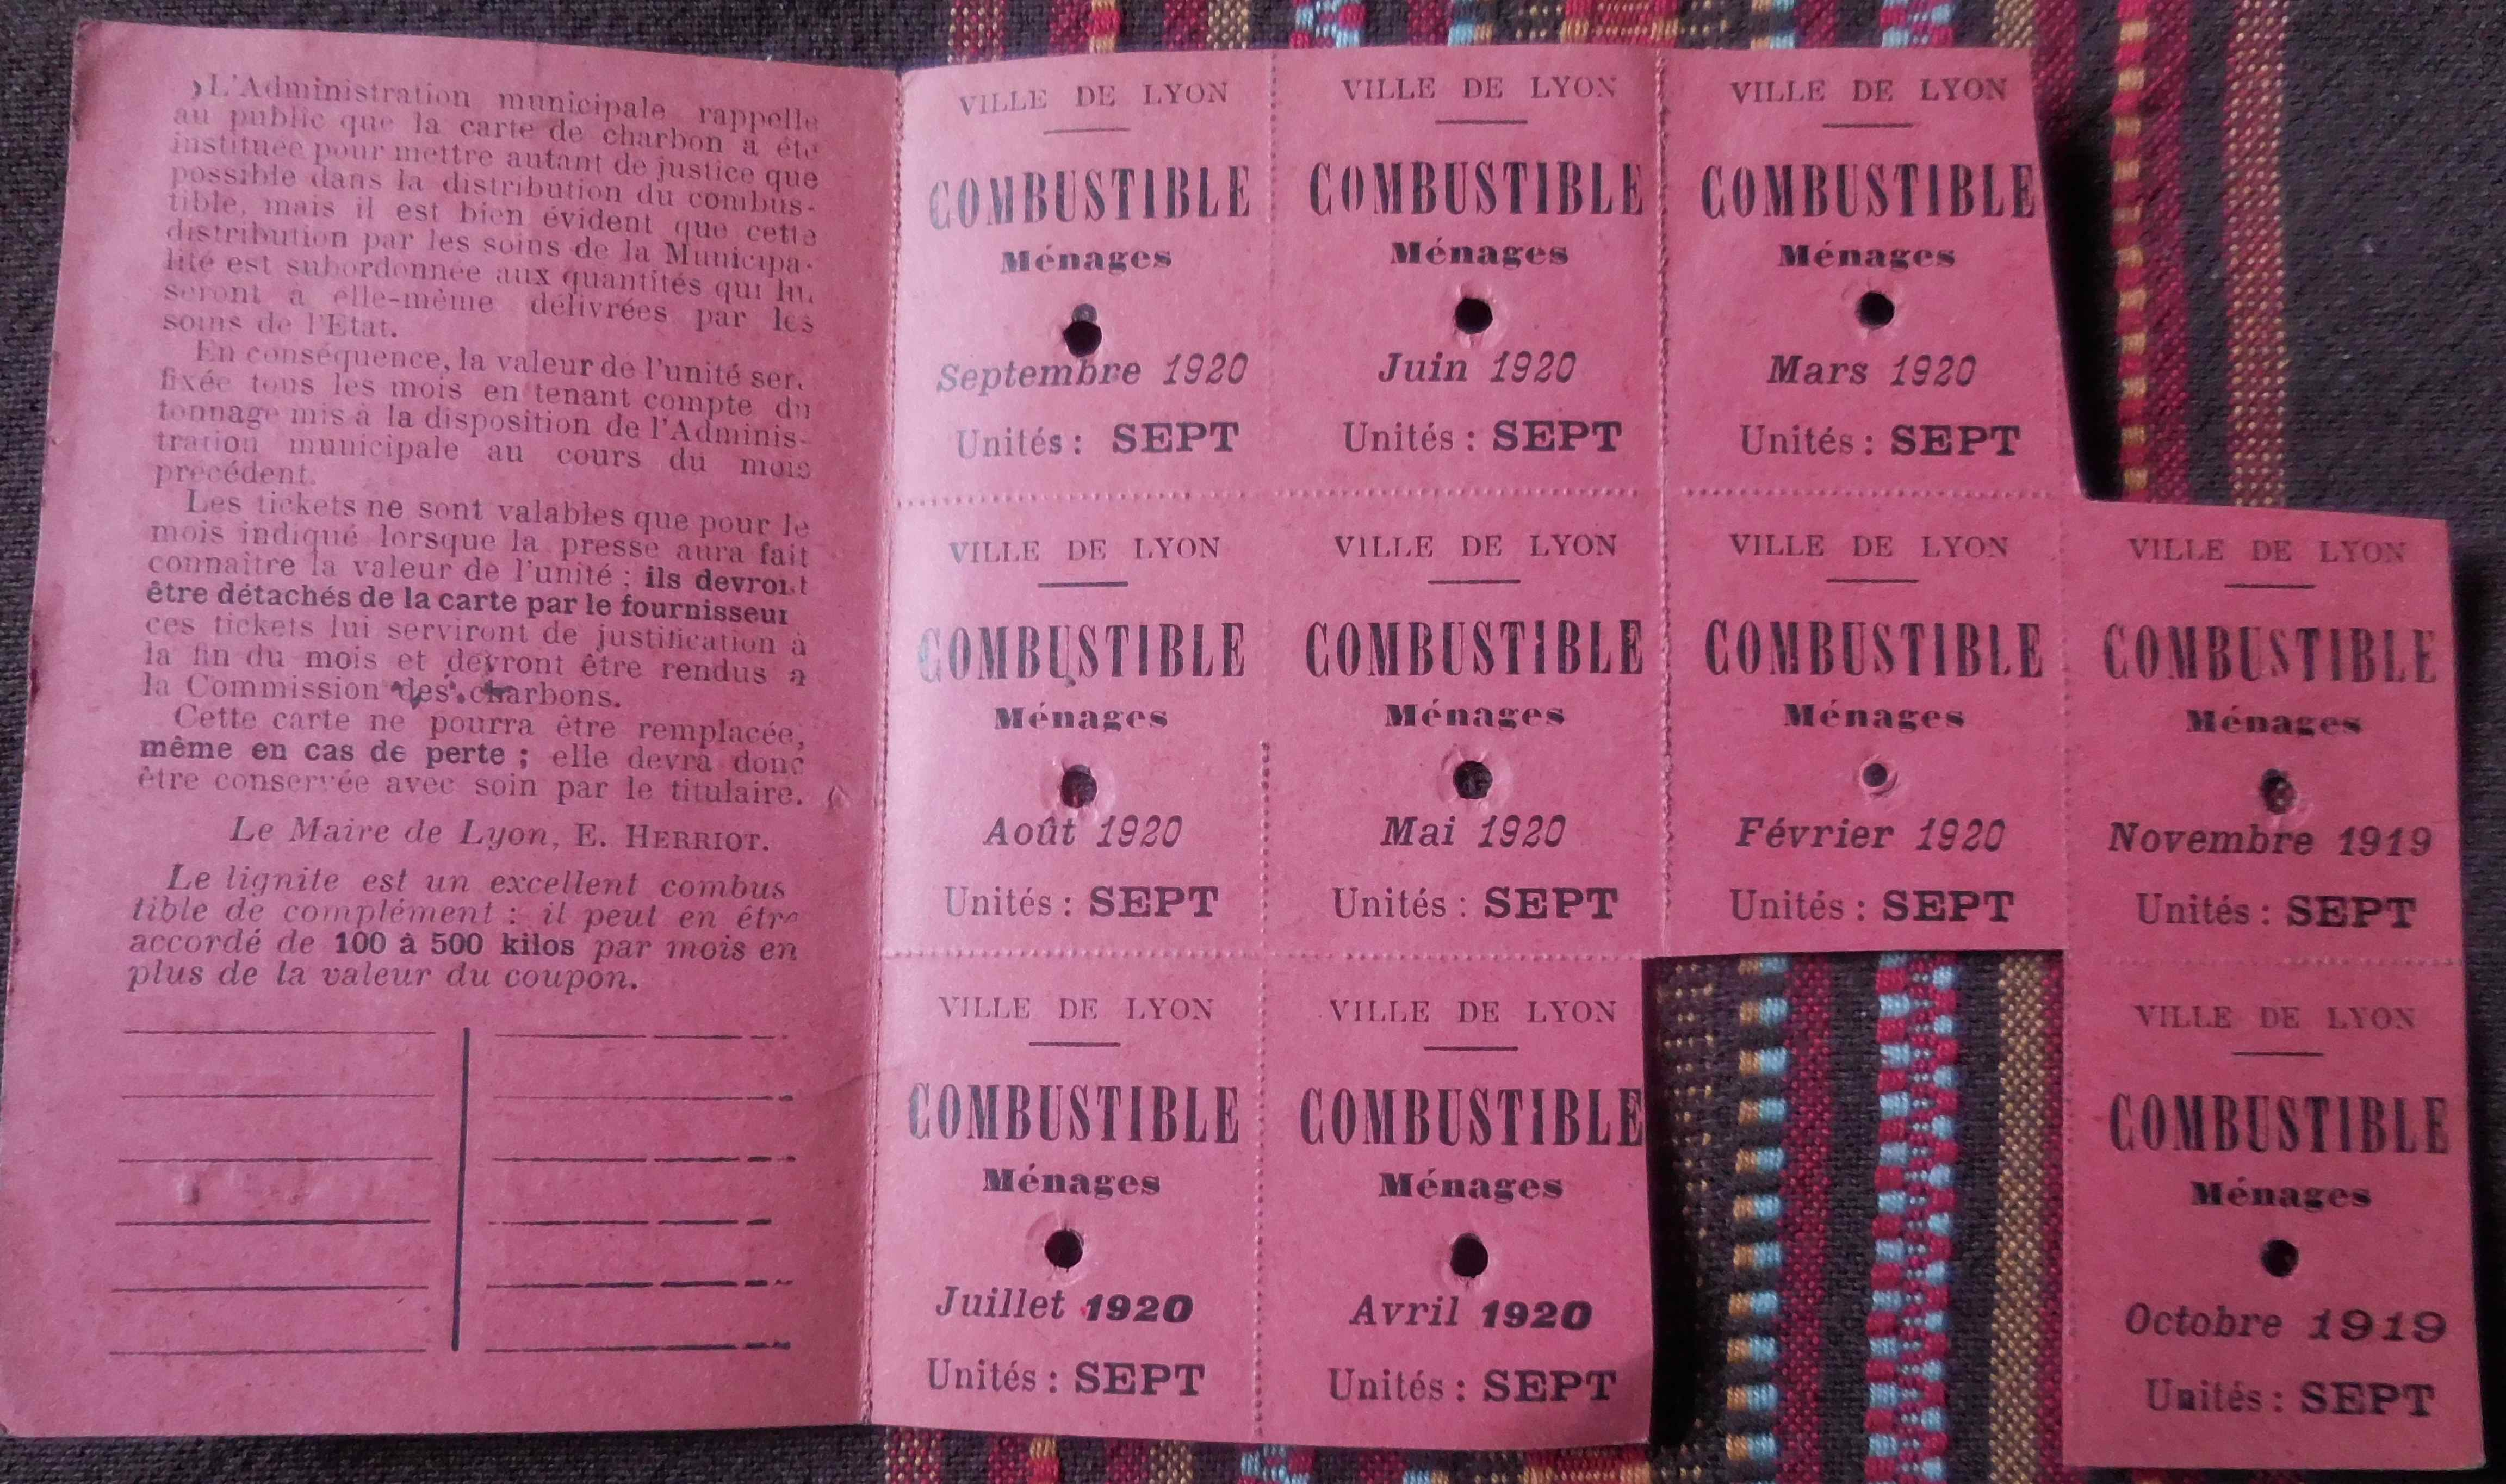 L'Administration municipale rappelle
au public que la carte de charbon a été
instituée pour mettre autant de justice que
possible dans la distribution du combus-
tible, mais il est bien évident que cette
distribution par les soins de la Municipa-
lité est subordonnée aux quantités qui lui
seront à elle-même délivrées par les
soins de l'Etat.
En conséquence, la valeur de l'unité ser
fixée tous les mois en tenant compte du
tonnage mis à la disposition de l'Adminis-
tration municipale au cours du mois
précédent.
Les tickets ne sont valables que pour le
mois indiqué lorsque la presse aura fait
connaître la valeur de l'unité ; ils devront
être détachés de la carte par le fournisseur
ces tickets lui serviront de justification à
la fin du mois et devront être rendus a
la Commission des charbons.
Cette carte ne pourra être remplacée,
même en cas de perte ; elle devra donc
être conservée avec soin par le titulaire.
Le Maire de Lyon, E. HERRIOT.
Le lignite est un excellent combus
tible de complément : il peut en être
accordé de 100 à 500 kilos par mois en
plus de la valeur du coupon.
VILLE DE LYON
COMBUSTIBLE
Ménages
Septembre 1920
Unités : SEPT
VILLE DE LYON
COMBUSTIBLE
Ménages
Juin 1920
Unités : SEPT
VILLE DE LYON
COMBUSTIBLE
Ménages
Mars 1920
Unités : SEPT
VILLE DE LYON
COMBUSTIBLE
Ménages
Août 1920
Unités : SEPT
VILLE DE LYON
COMBUSTIBLE
Ménages
Mai 1920
Unités : SEPT
VILLE DE LYON
COMBUSTIBLE
Ménages
Février 1920
Unités : SEPT
VILLE DE LYON
COMBUSTIBLE
Ménages
Novembre 1919
Unités : SEPT
VILLE DE LYON
COMBUSTIBLE
Ménages
Juillet 1920
Unités : SEPT
VILLE DE LYON
COMBUSTIBLE
Ménages
Avril 1920
Unités : SEPT
VILLE DE LYON
COMBUSTIBLE
Ménages
Octobre 1919
Unités : SEPT